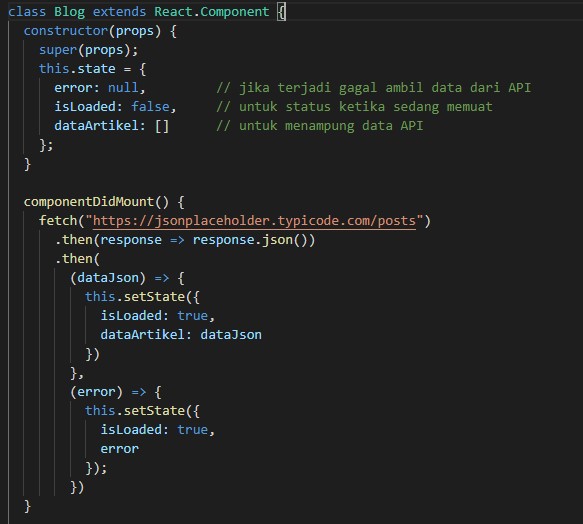 class Blog extends React.Component {
constructor(props) {
super(props);
this.state = {
error: null, // jika terjadi gagal ambil data dari API
isLoaded: false, // untuk status ketika sedang memuat
dataArtikel: [] // untuk menampung data API
};
}
componentDidMount() {
fetch("https://jsonplaceholder.typicode.com/posts")
.then(response => response.json())
.then(
(dataJson) => {
this.setState({
isLoaded: true,
dataArtikel: dataJson
})
},
(error) => {
this.setState({
isLoaded: true,
error
});
})
}